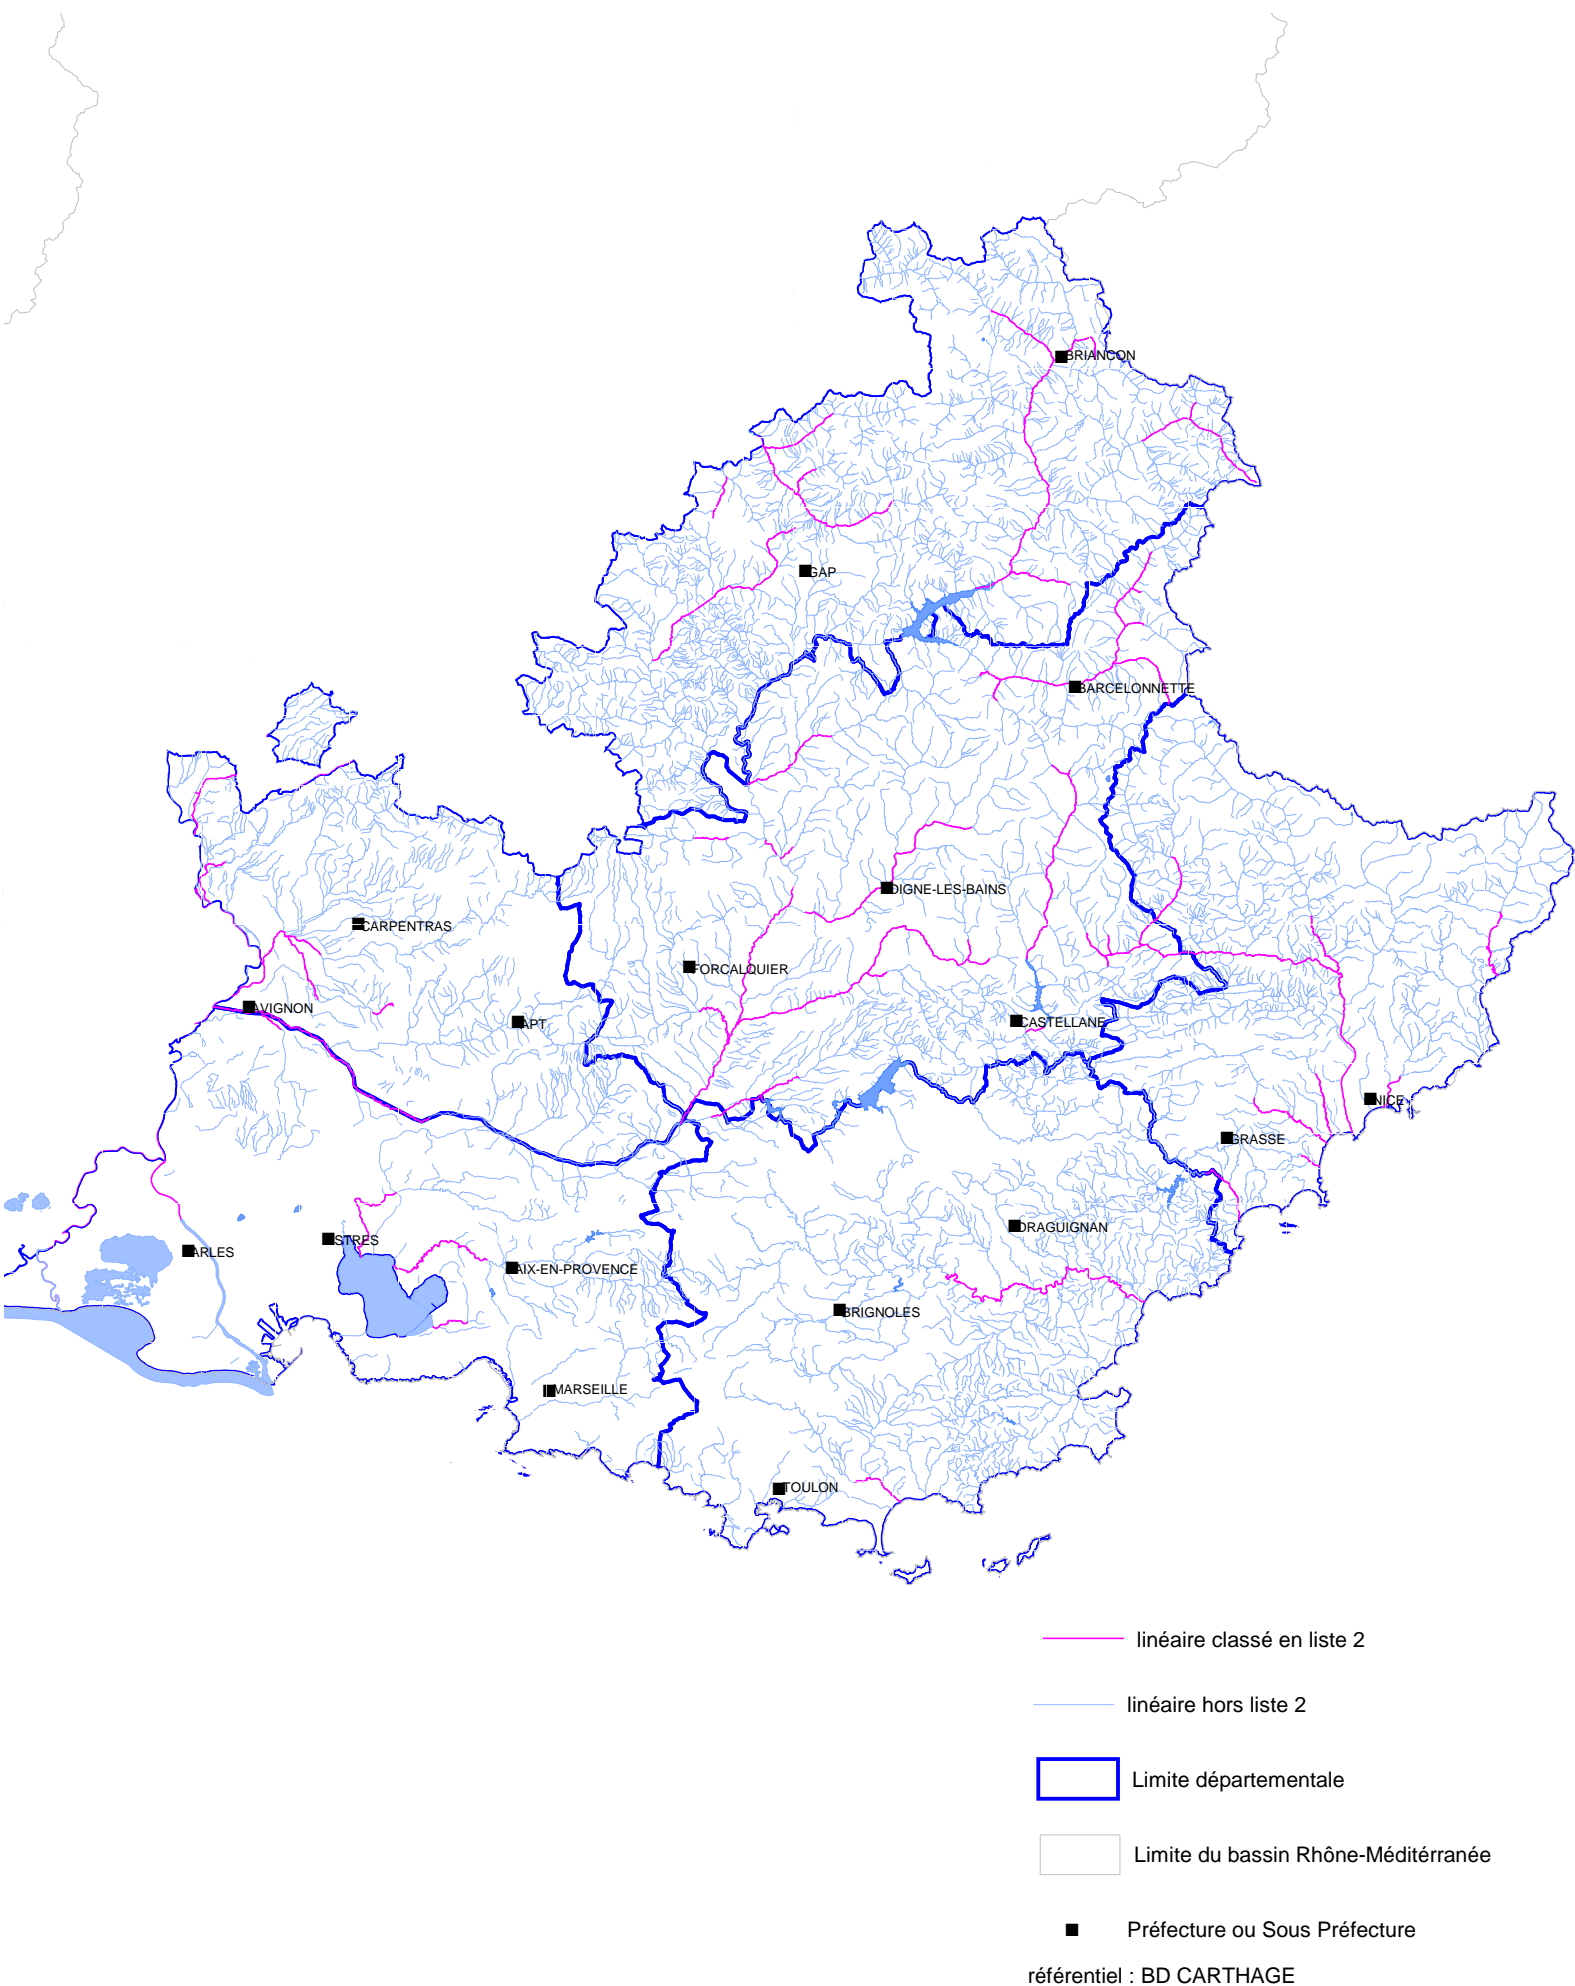 BRIANCON
GAP
BARCELONNETTE
DIGNE-LES-BAINS
CARPENTRAS
FORCALQUIER
AVIGNON
APT
CASTELLANE
NICE
GRASSE
DRAGUIGNAN
ISTRES
ARLES
AIX-EN-PROVENCE
BRIGNOLES
MARSEILLE
TOULON
linéaire classé en liste 2
linéaire hors liste 2
Limite départementale
Limite du bassin Rhône-Méditérranée
Préfecture ou Sous Préfecture
référentiel : BD CARTHAGE